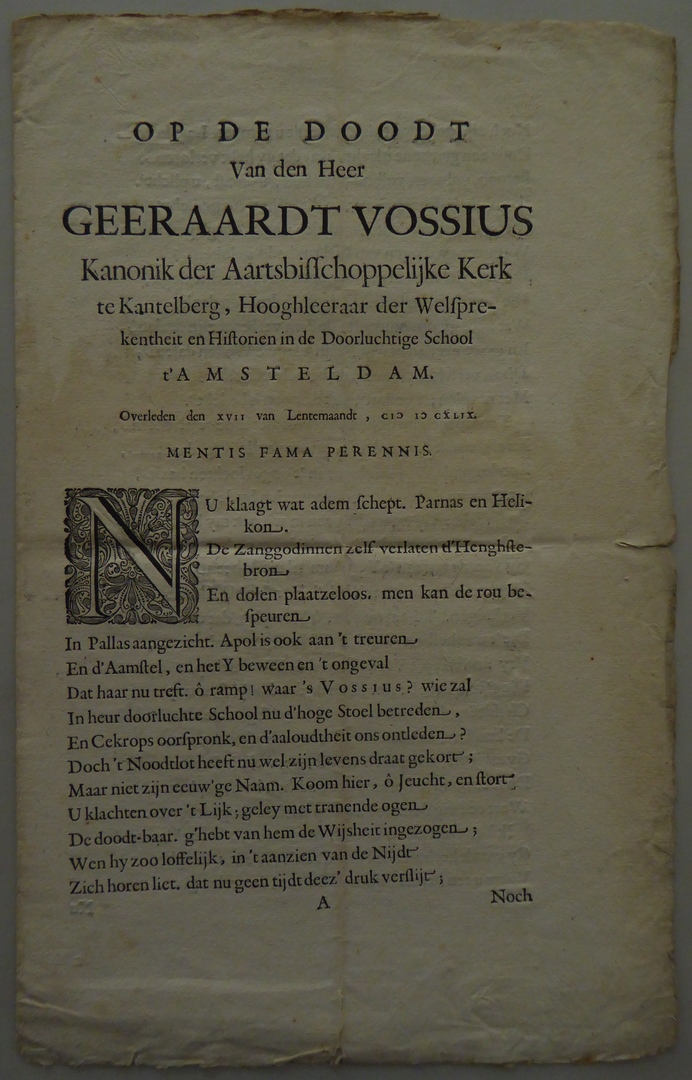 OP DE DOODT
Van den Heer
GEERAARDT VOSSIUS
Kanonik der Aartsbiſſchoppelijke Kerk
te Kantelberg, Hooghleeraar der Welſpre-
kentheit en Hiſtorien in de Doorluchtige School
t'AMSTELDAM.
Overleden den XVII van Lentemaandt, CIↃ IↃ CXLIX.
MENTIS FAMA PERENNIS.
NU klaagt wat adem ſchept. Parnas en Heli-
kon.
De Zanggodinnen zelf verlaten d'Henghſte-
bron
En dolen plaatzeloos. men kan de rou be-
ſpeuren
In Pallas aangezicht. Apol is ook aan 't treuren
En d'Aamſtel, en het Y beween en 't ongeval
Dat haar nu treft. ô ramp! waar 's Vossius? wie zal
In heur doorluchte School nu d'hoge Stoel betreden,
En Cekrops oorſpronk, en d'aaloudtheit ons ontleden?
Doch 't Noodtlot heeft nu wel zijn levens draat gekort;
Maar niet zijn eeuw'ge Naam. Koom hier, ô Jeucht, en ſtort
U klachten over 't Lijk; geley met tranende ogen
De doodt-baar. g'hebt van hem de Wijsheit ingezogen;
Wen hy zoo loffelijk, in 't aanzien van de Nijdt
Zich horen liet. dat nu geen tijdt deez' druk verſlijt;
A
Noch